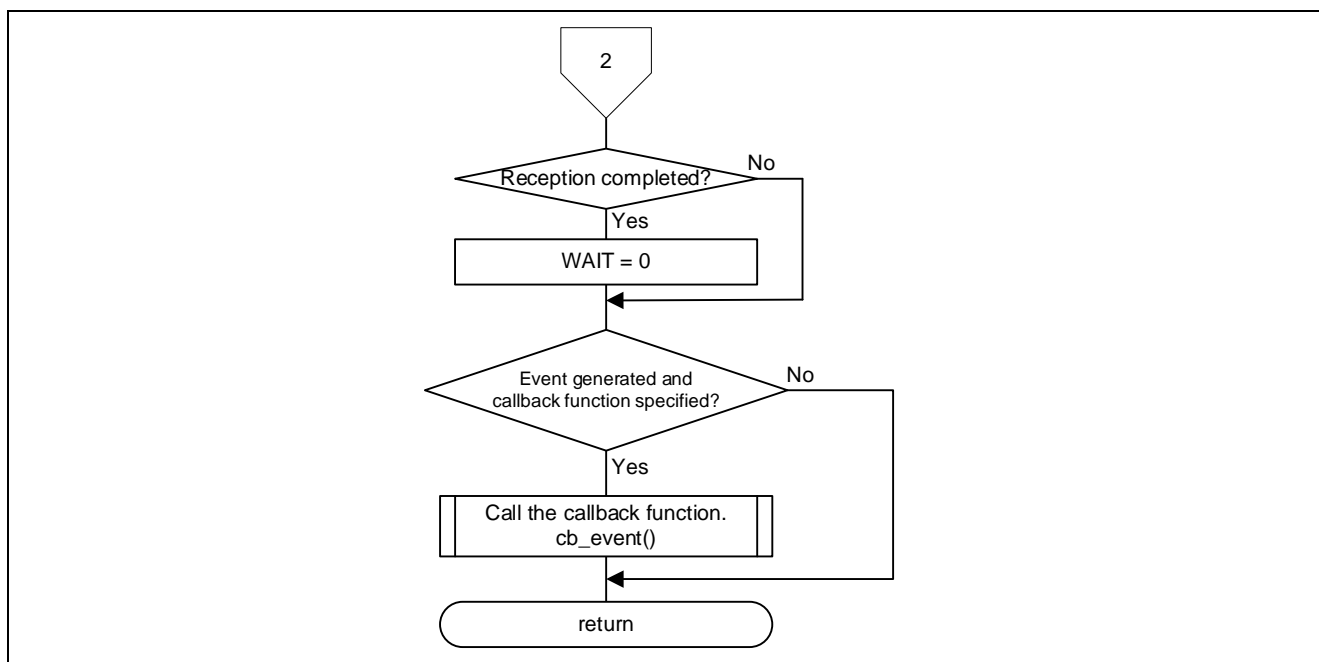 2
Reception completed?
No
Yes
WAIT = 0
Event generated and
callback function specified?
No
Yes
Call the callback function.
cb_event()
return